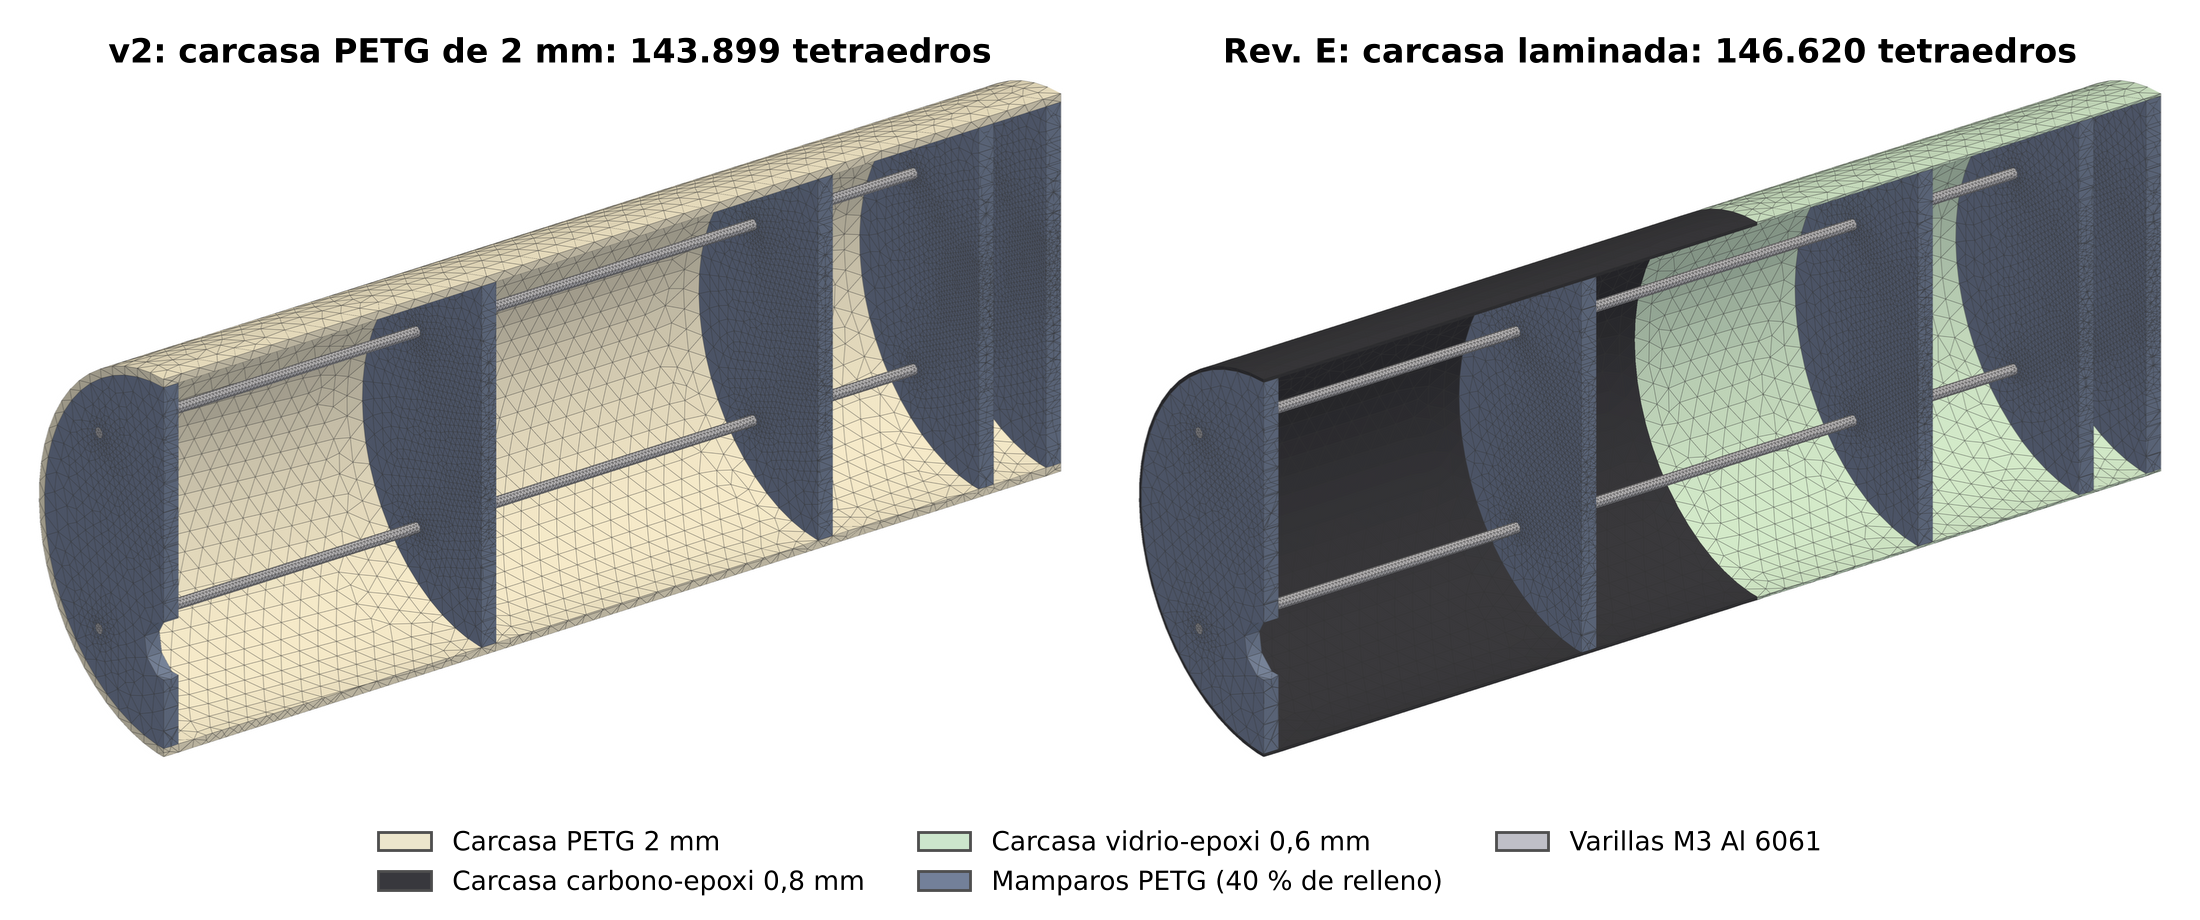 v2: carcasa PETG de 2 mm: 143.899 tetraedros
Rev. E: carcasa laminada: 146.620 tetraedros
Carcasa PETG 2 mm
Carcasa carbono-epoxi 0,8 mm
Carcasa vidrio-epoxi 0,6 mm
Mamparos PETG (40 % de relleno)
Varillas M3 Al 6061